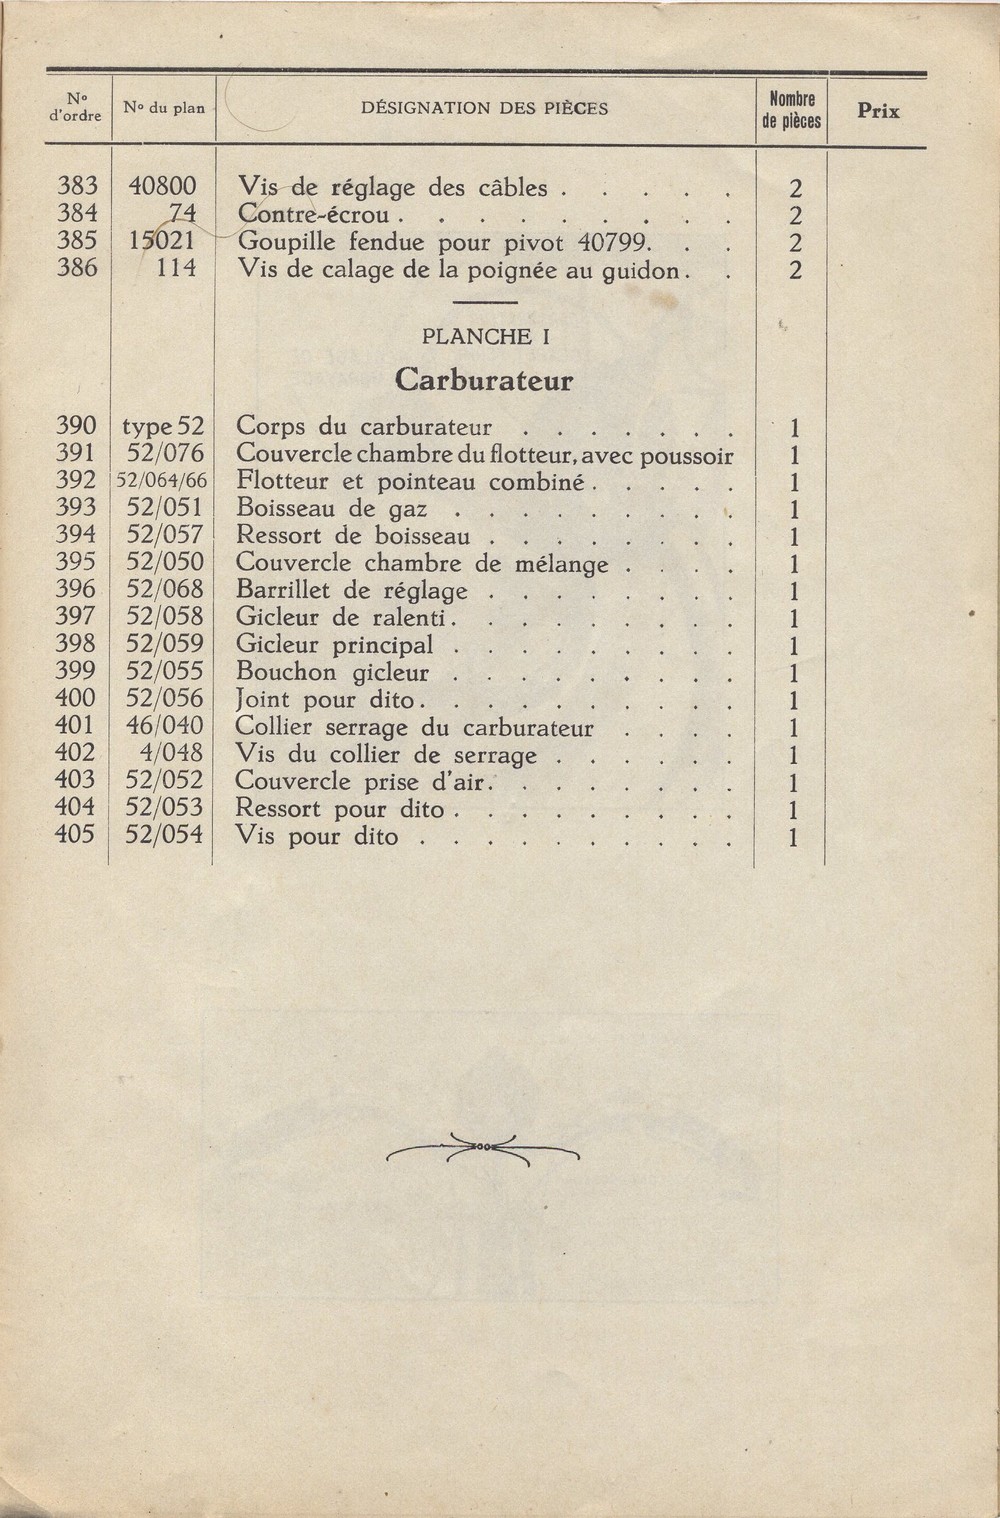 N° d'ordre N° du plan DÉSIGNATION DES PIÈCES Nombre de pièces Prix
383 40800 Vis de réglage des câbles . . . . . 2
384 74 Contre-écrou . . . . . . . . . 2
385 15021 Goupille fendue pour pivot 40799. . . 2
386 114 Vis de calage de la poignée au guidon . . 2
PLANCHE I
Carburateur
390 type 52 Corps du carburateur . . . . . . . 1
391 52/076 Couvercle chambre du flotteur, avec poussoir 1
392 52/064/66 Flotteur et pointeau combiné . . . . . 1
393 52/051 Boisseau de gaz . . . . . . . . . 1
394 52/057 Ressort de boisseau . . . . . . . . 1
395 52/050 Couvercle chambre de mélange . . . . 1
396 52/068 Barrillet de réglage . . . . . . . . 1
397 52/058 Gicleur de ralenti . . . . . . . . . 1
398 52/059 Gicleur principal . . . . . . . . . 1
399 52/055 Bouchon gicleur . . . . . . . . . 1
400 52/056 Joint pour dito . . . . . . . . . . 1
401 46/040 Collier serrage du carburateur . . . . 1
402 4/048 Vis du collier de serrage . . . . . . 1
403 52/052 Couvercle prise d'air . . . . . . . . 1
404 52/053 Ressort pour dito . . . . . . . . . 1
405 52/054 Vis pour dito . . . . . . . . . . 1